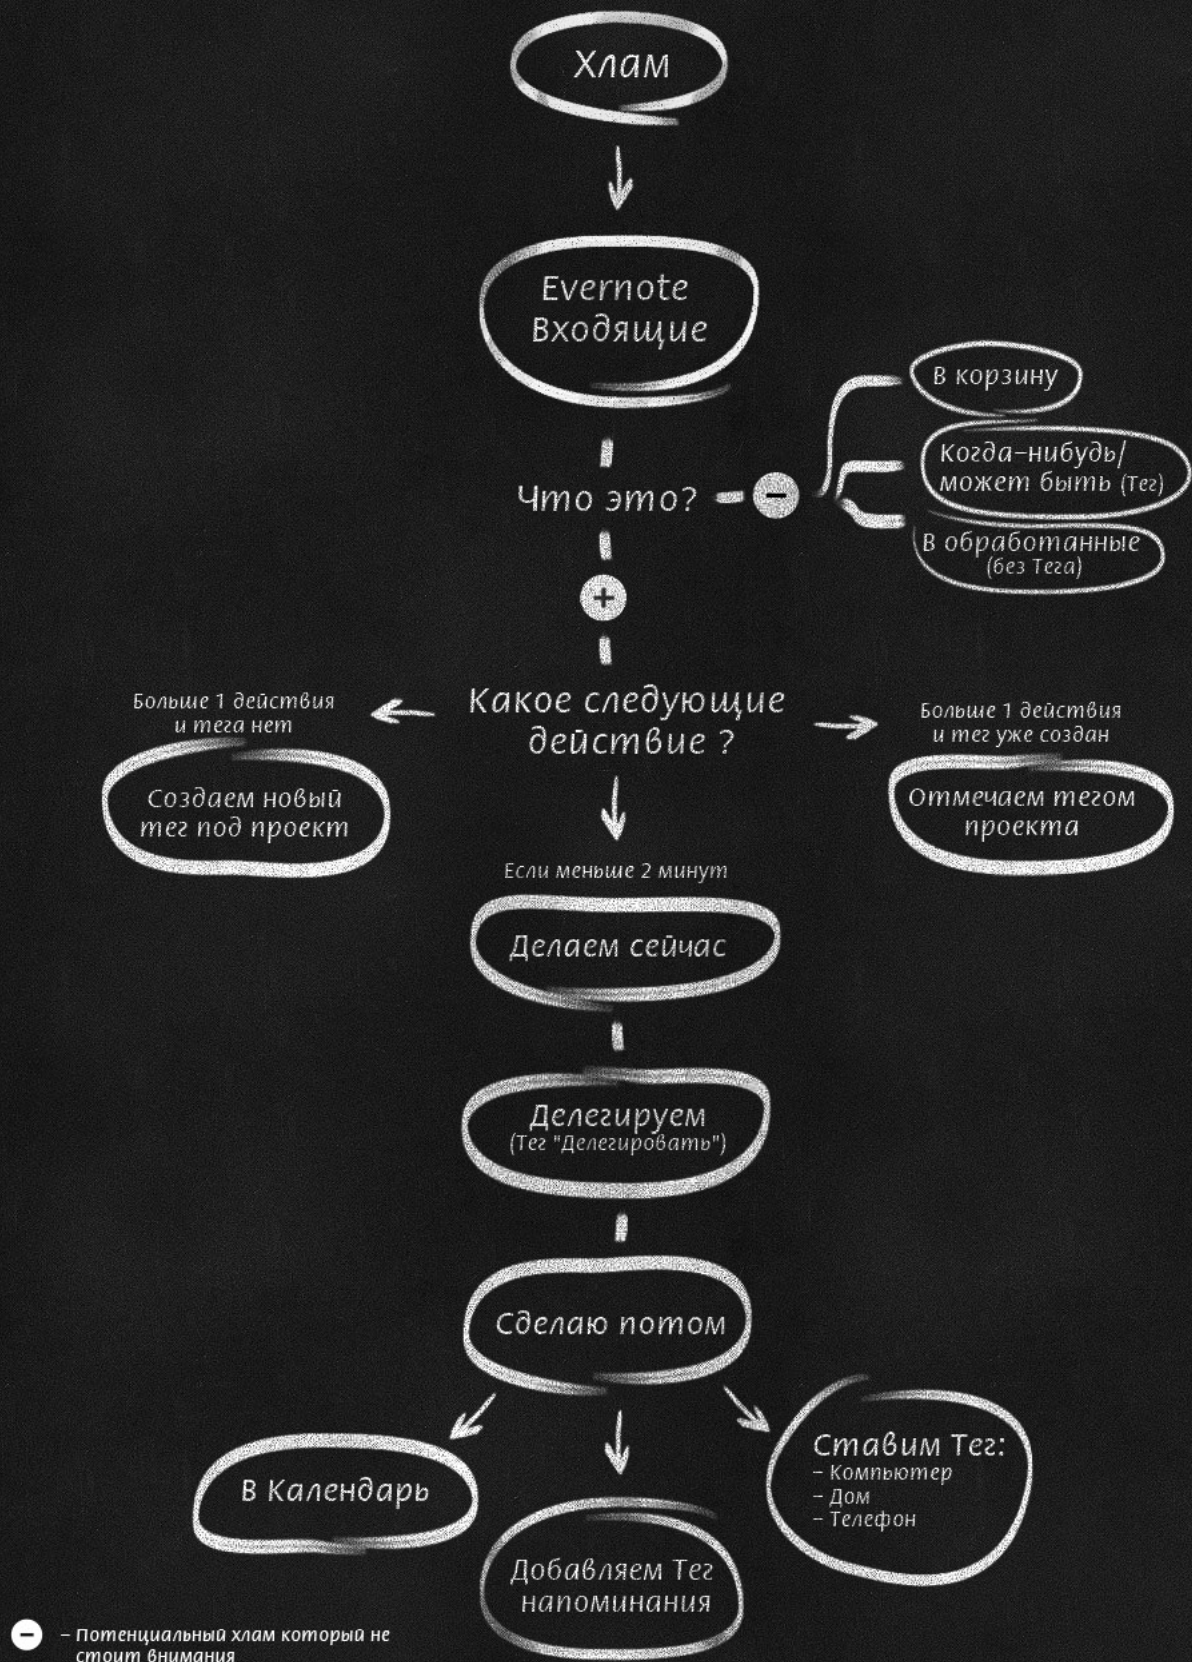 Хлам
Evernote
Входящие
В корзину
Когда-нибудь/
может быть (Тег)
Что это? -
В обработанные
(без Тега)
+
Больше 1 действия
и тега нет
Какое следующие
действие ?
Больше 1 действия
и тег уже создан
Создаем новый
тег под проект
Отмечаем тегом
проекта
Если меньше 2 минут
Делаем сейчас
Делегируем
(Тег "Делегировать")
Сделаю потом
В Календарь
Ставим Тег:
- Компьютер
- Дом
- Телефон
Добавляем Тег
напоминания
- – Потенциальный хлам который не
стоит внимания